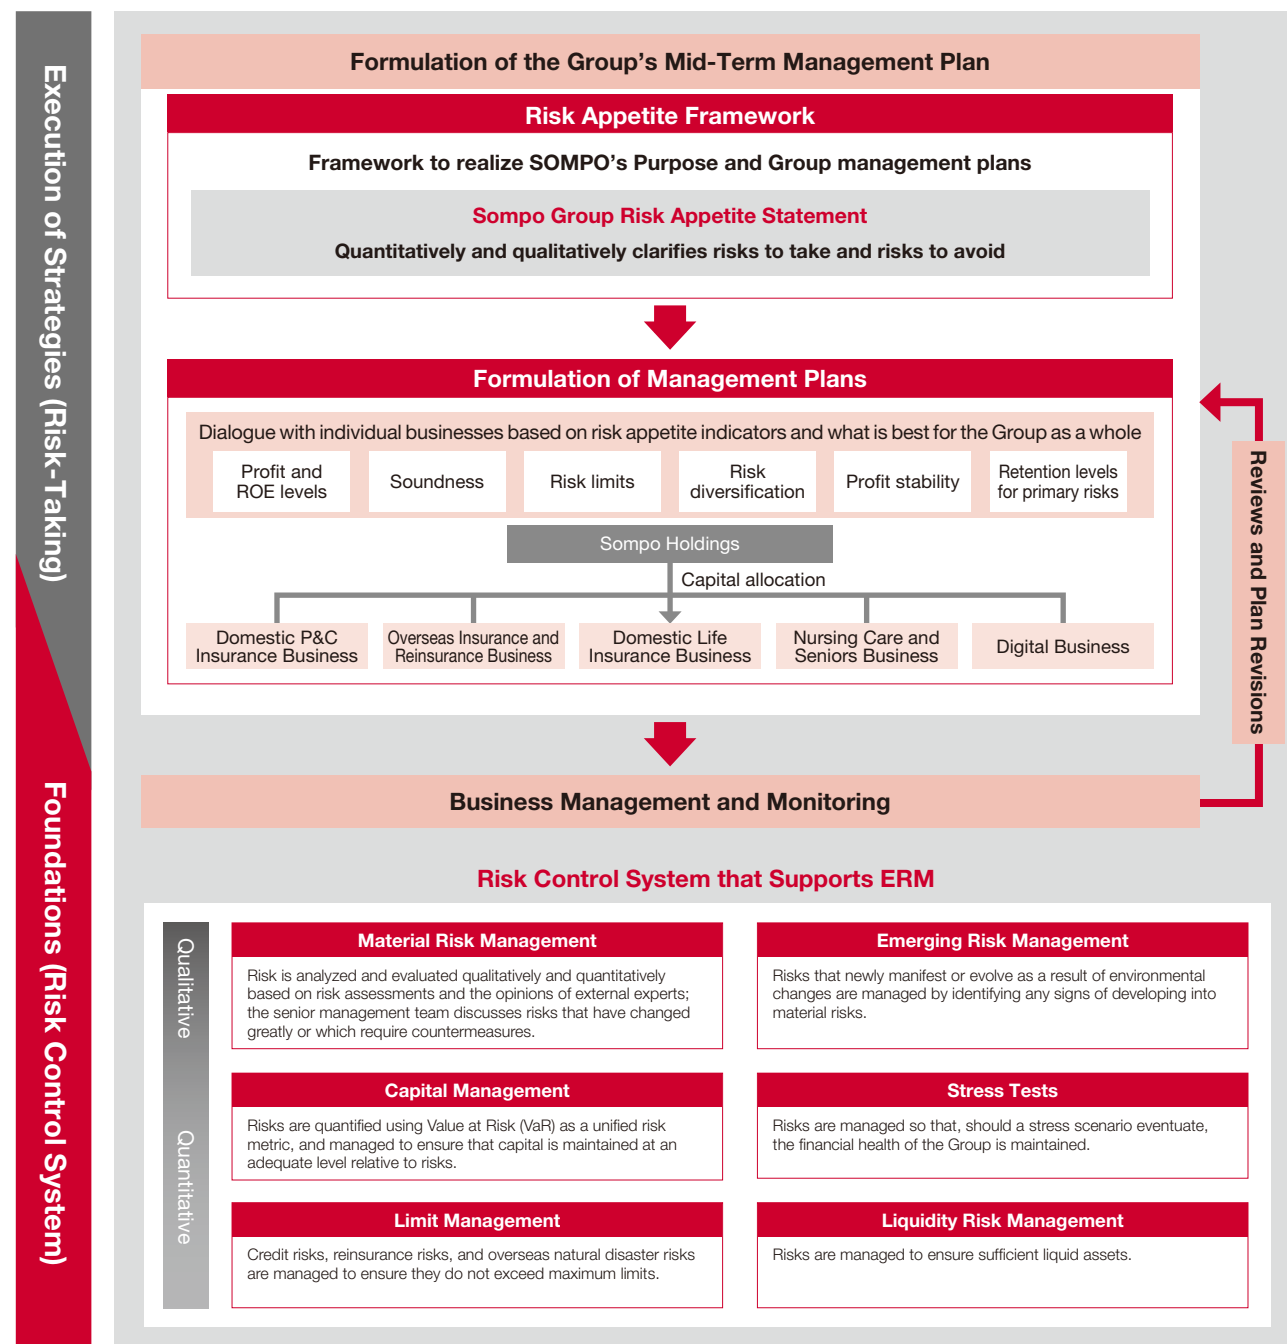 Execution of Strategies (Risk-Taking)
Foundations (Risk Control System)
Formulation of the Group’s Mid-Term Management Plan
Risk Appetite Framework
Framework to realize SOMPO’s Purpose and Group management plans
Sompo Group Risk Appetite Statement
Quantitatively and qualitatively clarifies risks to take and risks to avoid
Formulation of Management Plans
Dialogue with individual businesses based on risk appetite indicators and what is best for the Group as a whole
Profit and
ROE levels
Soundness
Risk limits
Risk
diversification
Profit stability
Retention levels
for primary risks
Sompo Holdings
Capital allocation
Domestic P&C
Insurance Business
Overseas Insurance and
Reinsurance Business
Domestic Life
Insurance Business
Nursing Care and
Seniors Business
Digital Business
Reviews and Plan Revisions
Business Management and Monitoring
Risk Control System that Supports ERM
Qualitative
Quantitative
Material Risk Management
Risk is analyzed and evaluated qualitatively and quantitatively
based on risk assessments and the opinions of external experts;
the senior management team discusses risks that have changed
greatly or which require countermeasures.
Emerging Risk Management
Risks that newly manifest or evolve as a result of environmental
changes are managed by identifying any signs of developing into
material risks.
Capital Management
Risks are quantified using Value at Risk (VaR) as a unified risk
metric, and managed to ensure that capital is maintained at an
adequate level relative to risks.
Stress Tests
Risks are managed so that, should a stress scenario eventuate,
the financial health of the Group is maintained.
Limit Management
Credit risks, reinsurance risks, and overseas natural disaster risks
are managed to ensure they do not exceed maximum limits.
Liquidity Risk Management
Risks are managed to ensure sufficient liquid assets.